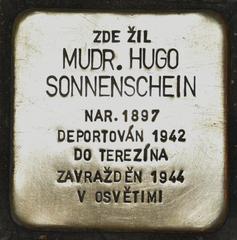 ZDE ŽIL
MUDR. HUGO
SONNENSCHEIN
NAR. 1897
DEPORTOVÁN 1942
DO TEREZÍNA
ZAVRAŽDĚN 1944
V OSVĚTIMI